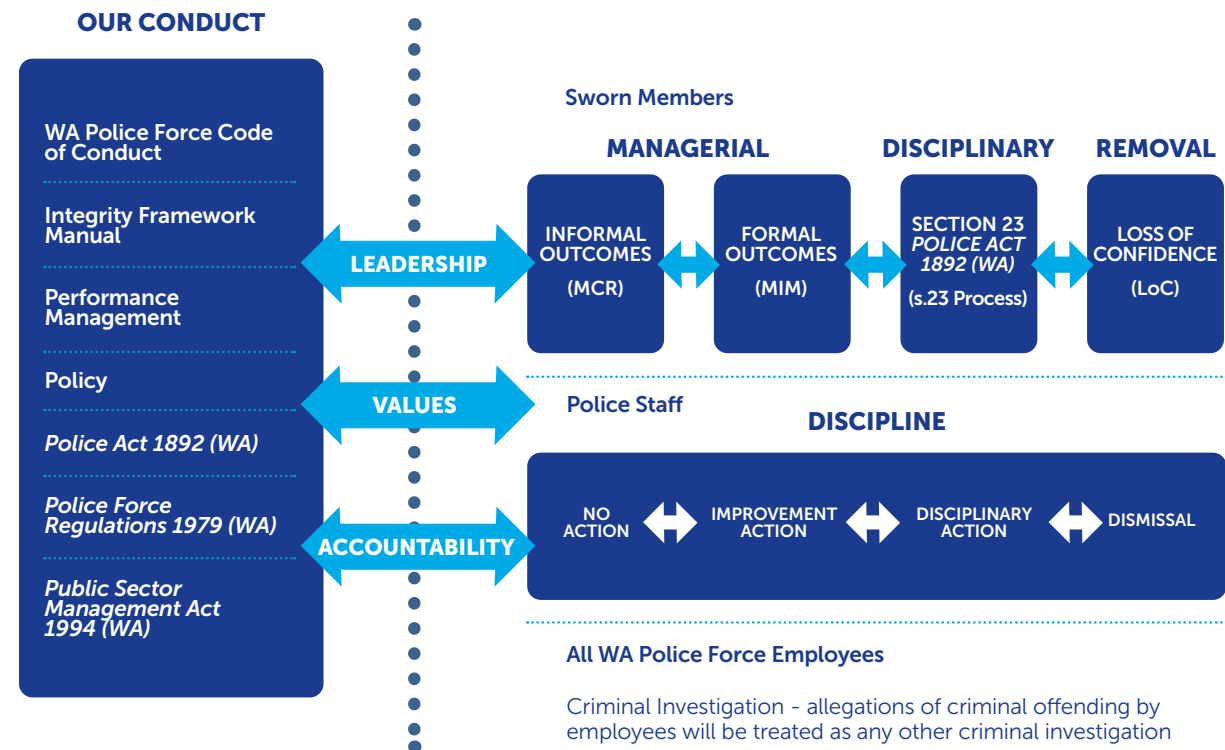 OUR CONDUCT
WA Police Force Code
of Conduct
Integrity Framework
Manual
Performance
Management
Policy
Police Act 1892 (WA)
Police Force
Regulations 1979 (WA)
Public Sector
Management Act
1994 (WA)
LEADERSHIP
VALUES
ACCOUNTABILITY
Sworn Members
MANAGERIAL
INFORMAL
OUTCOMES
(MCR)
FORMAL
OUTCOMES
(MIM)
DISCIPLINARY
SECTION 23
POLICE ACT
1892 (WA)
(s.23 Process)
REMOVAL
LOSS OF
CONFIDENCE
(LoC)
Police Staff
DISCIPLINE
NO
ACTION
IMPROVEMENT
ACTION
DISCIPLINARY
ACTION
DISMISSAL
All WA Police Force Employees
Criminal Investigation - allegations of criminal offending by
employees will be treated as any other criminal investigation